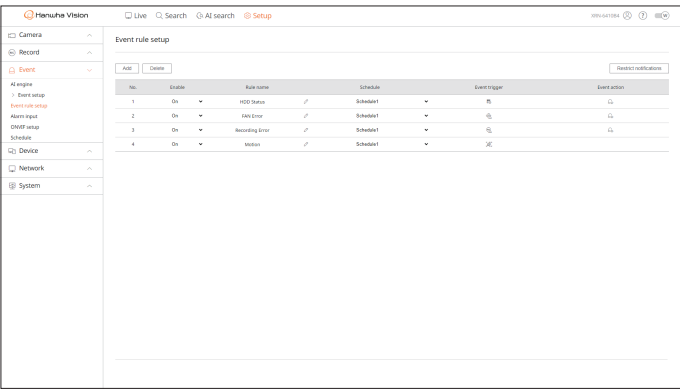 Hanwha Vision
Live Search AI search Setup
XRN-6410B4 ? W
Camera
Record
Event
AI engine
> Event setup
Event rule setup
Alarm input
ONVIF setup
Schedule
Device
Network
System
Event rule setup
Add Delete Restrict notifications
No. Enable Rule name Schedule Event trigger Event action
1 On HDD Status Schedule1
2 On FAN Error Schedule1
3 On Recording Error Schedule1
4 On Motion Schedule1